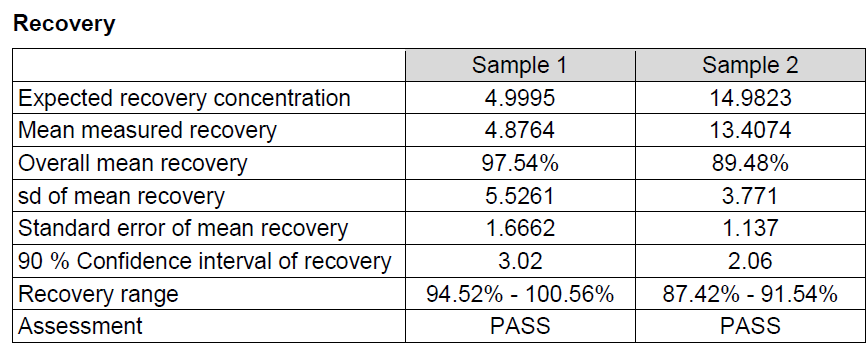 Recovery
Sample 1 Sample 2
Expected recovery concentration 4.9995 14.9823
Mean measured recovery 4.8764 13.4074
Overall mean recovery 97.54% 89.48%
sd of mean recovery 5.5261 3.771
Standard error of mean recovery 1.6662 1.137
90 % Confidence interval of recovery 3.02 2.06
Recovery range 94.52% - 100.56% 87.42% - 91.54%
Assessment PASS PASS